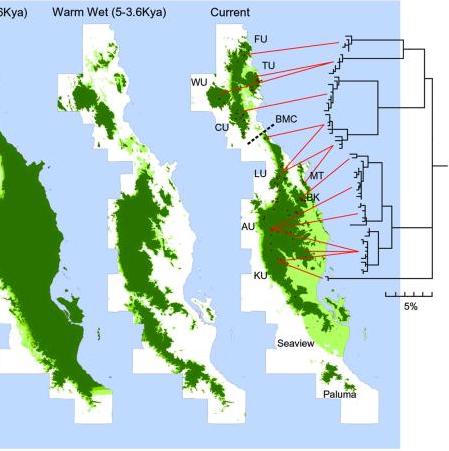 6Kya)
Warm Wet (5-3.6Kya)
Current
FU
TU
WU
BMC
CU
LU
MT
BK
AU
KU
5%
Seaview
Paluma